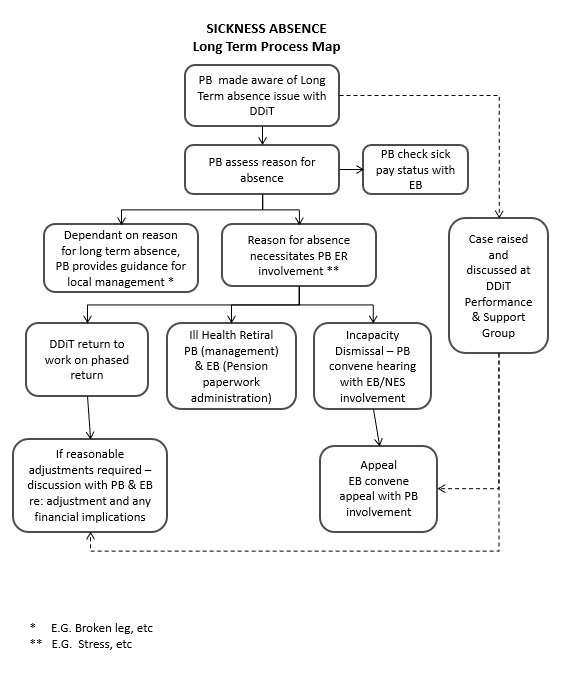 SICKNESS ABSENCE
Long Term Process Map
PB made aware of Long
Term absence issue with
DDiT
PB assess reason for
absence
PB check sick
pay status with
EB
Dependant on reason
for long term absence,
PB provides guidance for
local management *
Reason for absence
necessitates PB ER
involvement **
Case raised
and
discussed at
DDiT
Performance
& Support
Group
DDiT return to
work on phased
return
Ill Health Retiral
PB (management)
& EB (Pension
paperwork
administration)
Incapacity
Dismissal – PB
convene hearing
with EB/NES
involvement
If reasonable
adjustments required –
discussion with PB & EB
re: adjustment and any
financial implications
Appeal
EB convene
appeal with PB
involvement
* E.G. Broken leg, etc
** E.G. Stress, etc